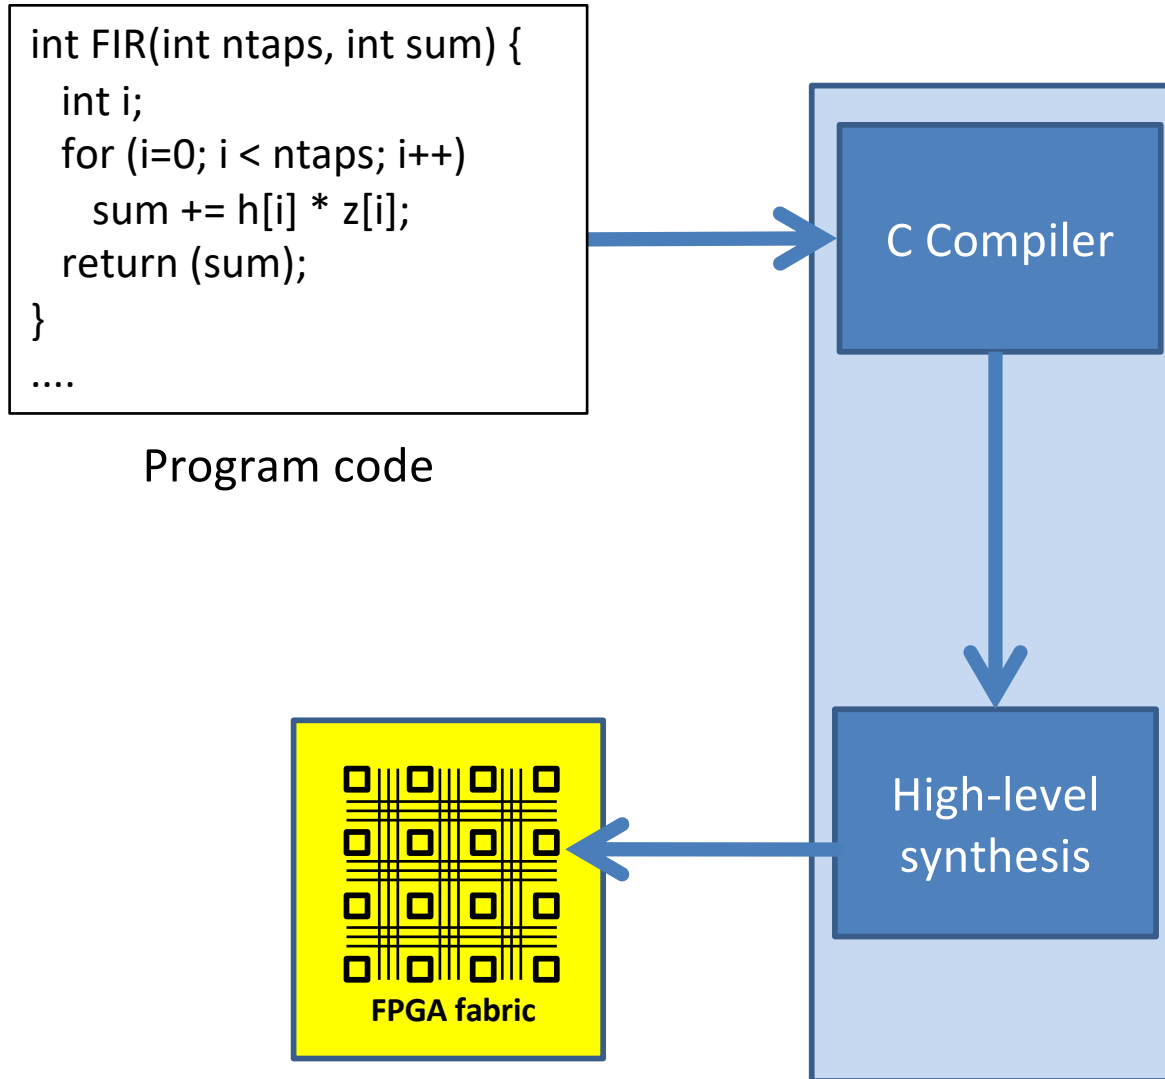 int FIR(int ntaps, int sum) {
int i;
for (i=0; i < ntaps; i++)
sum += h[i] * z[i];
return (sum);
}
....
Program code
C Compiler
High-level
synthesis
FPGA fabric